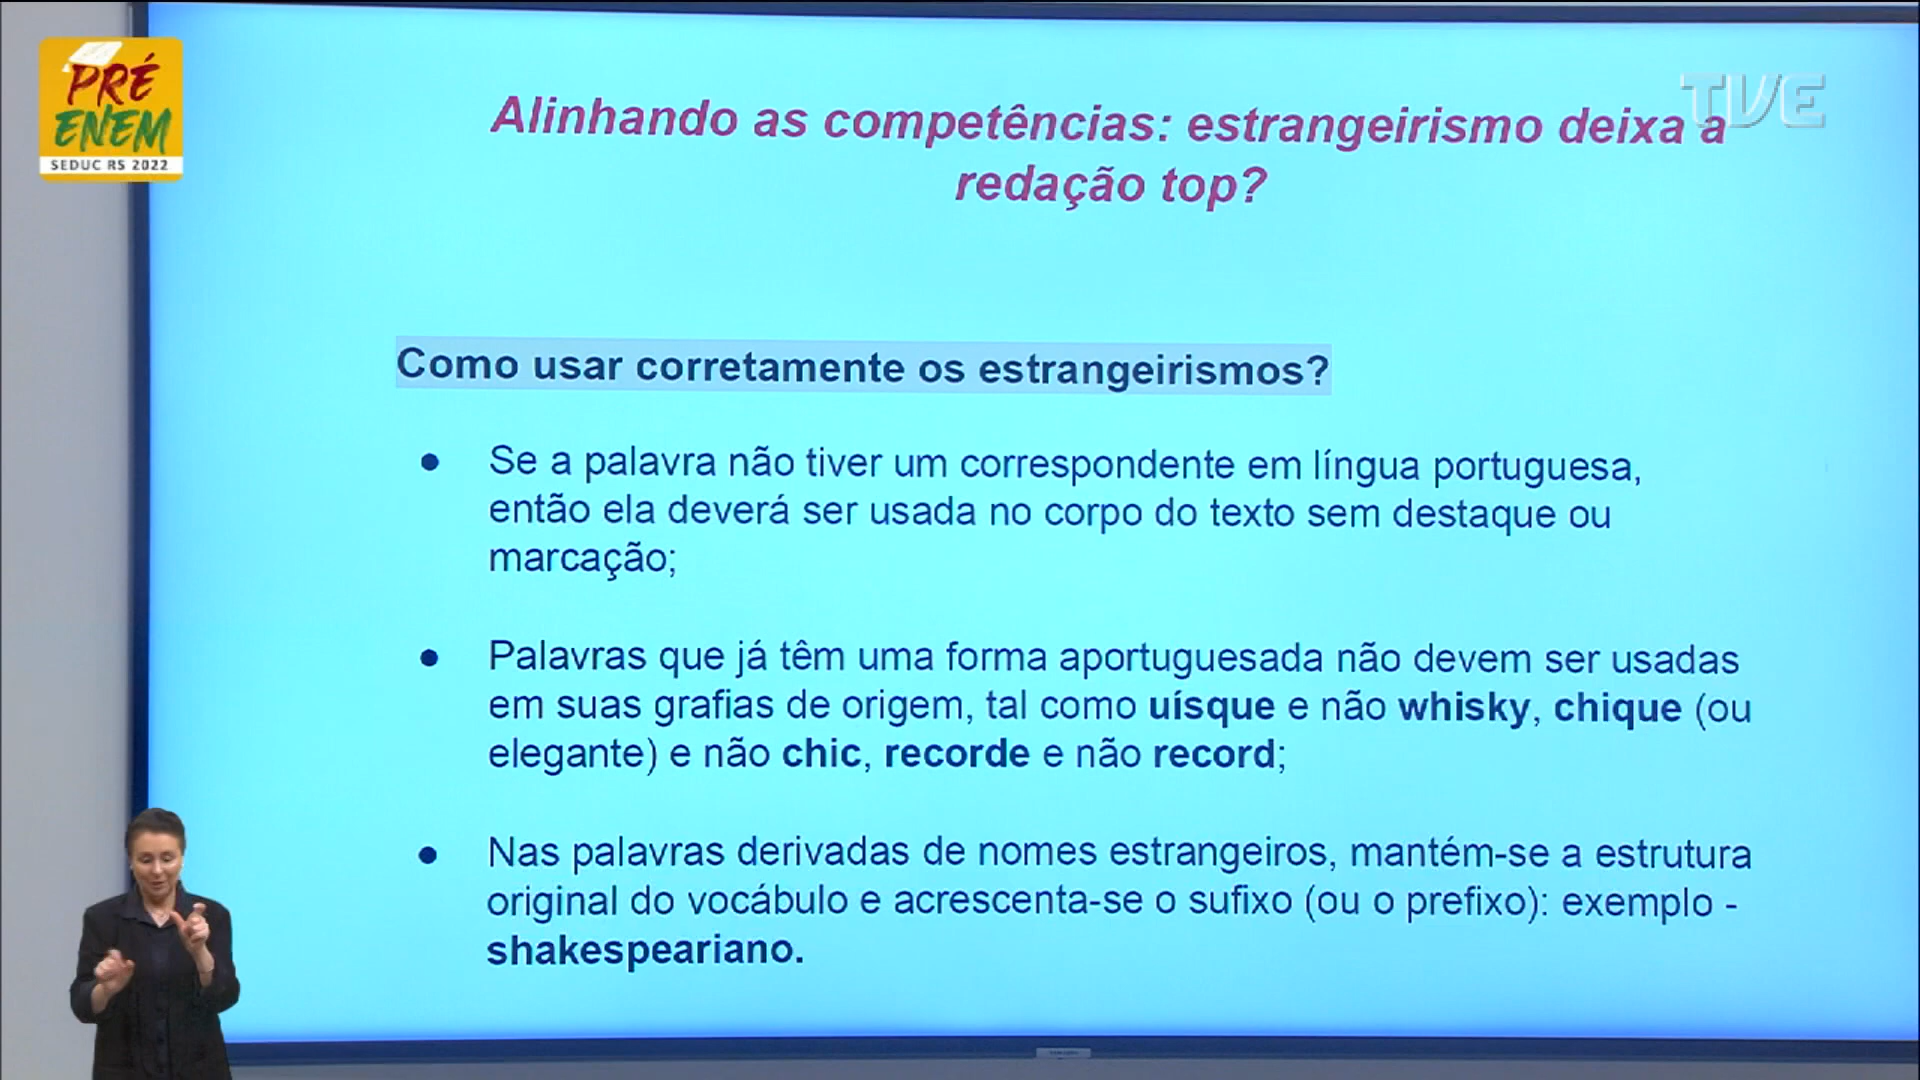 PRÉ
ENEM
SEDUC RS 2022
TVE
Alinhando as competências: estrangeirismo deixa a
redação top?
Como usar corretamente os estrangeirismos?
● Se a palavra não tiver um correspondente em língua portuguesa,
então ela deverá ser usada no corpo do texto sem destaque ou
marcação;
● Palavras que já têm uma forma aportuguesada não devem ser usadas
em suas grafias de origem, tal como uísque e não whisky, chique (ou
elegante) e não chic, recorde e não record;
● Nas palavras derivadas de nomes estrangeiros, mantém-se a estrutura
original do vocábulo e acrescenta-se o sufixo (ou o prefixo): exemplo -
shakespeariano.